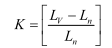 K = [ (L_V − L_n) / L_n ]